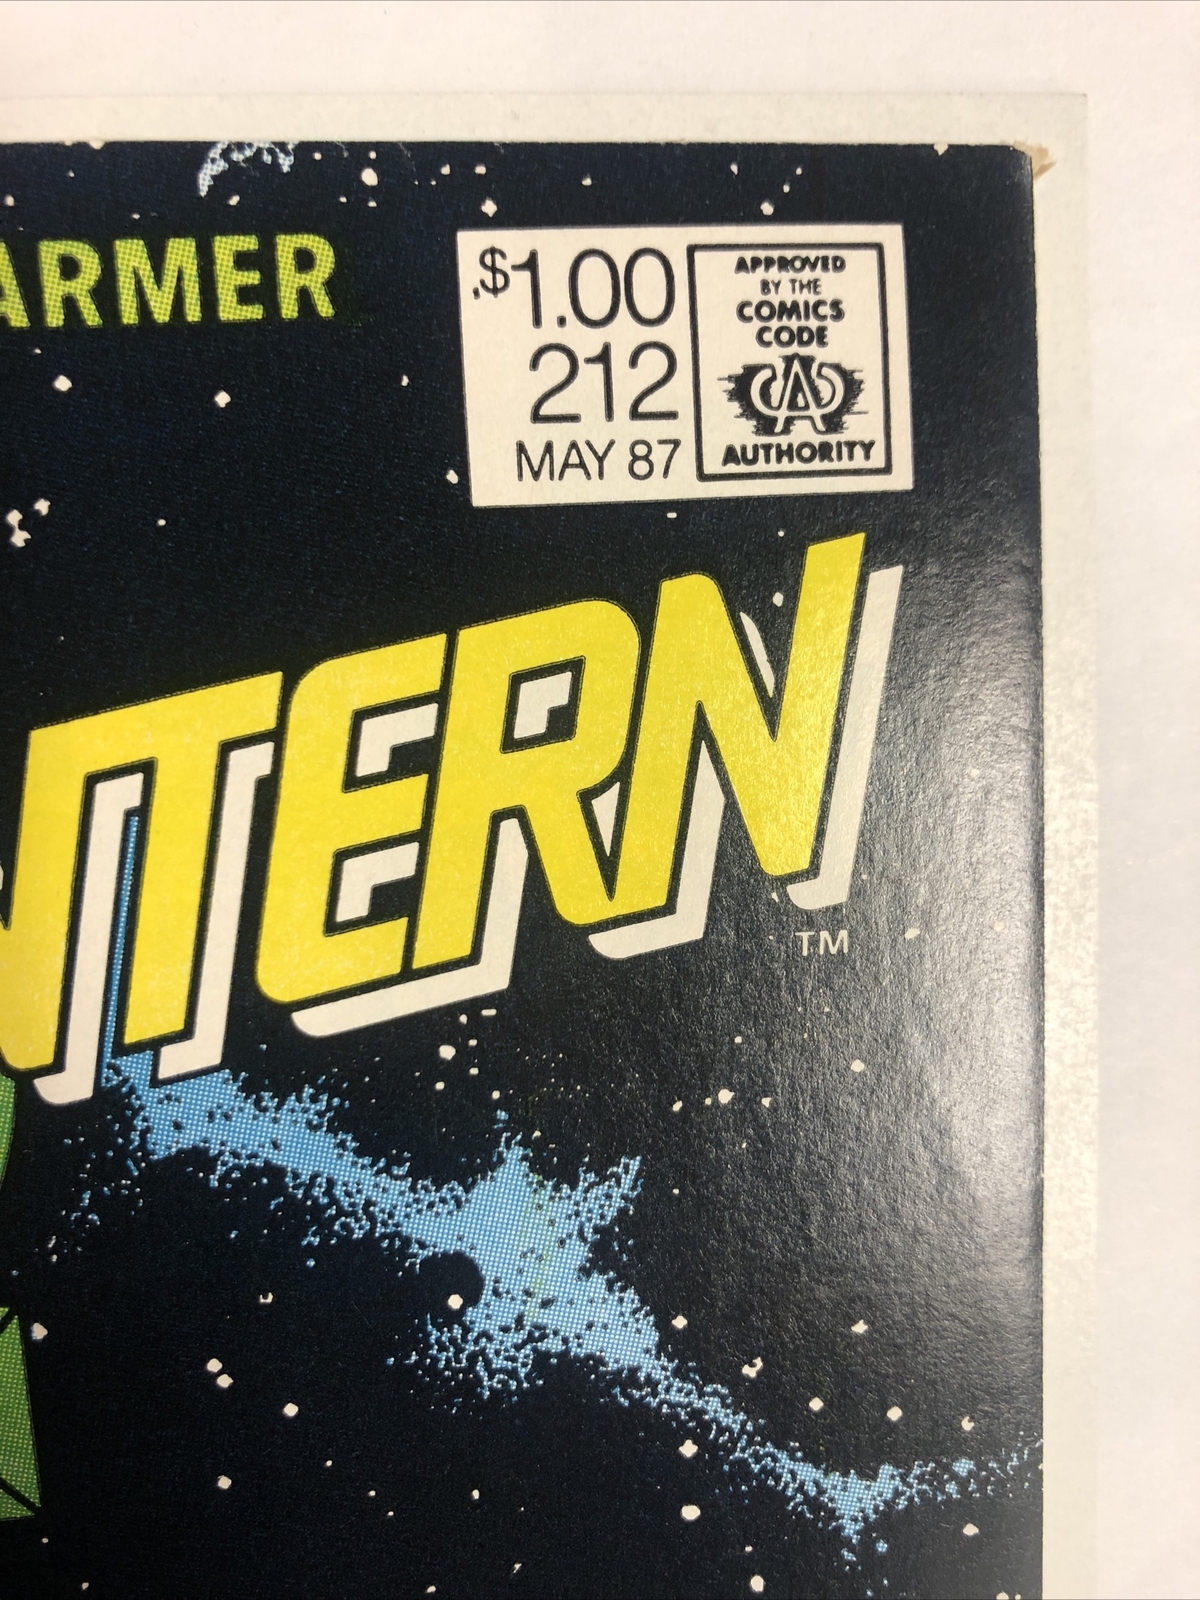 ARMER
$1.00
212
MAY 87
APPROVED
BY THE
COMICS
CODE
AUTHORITY
NTERN
TM